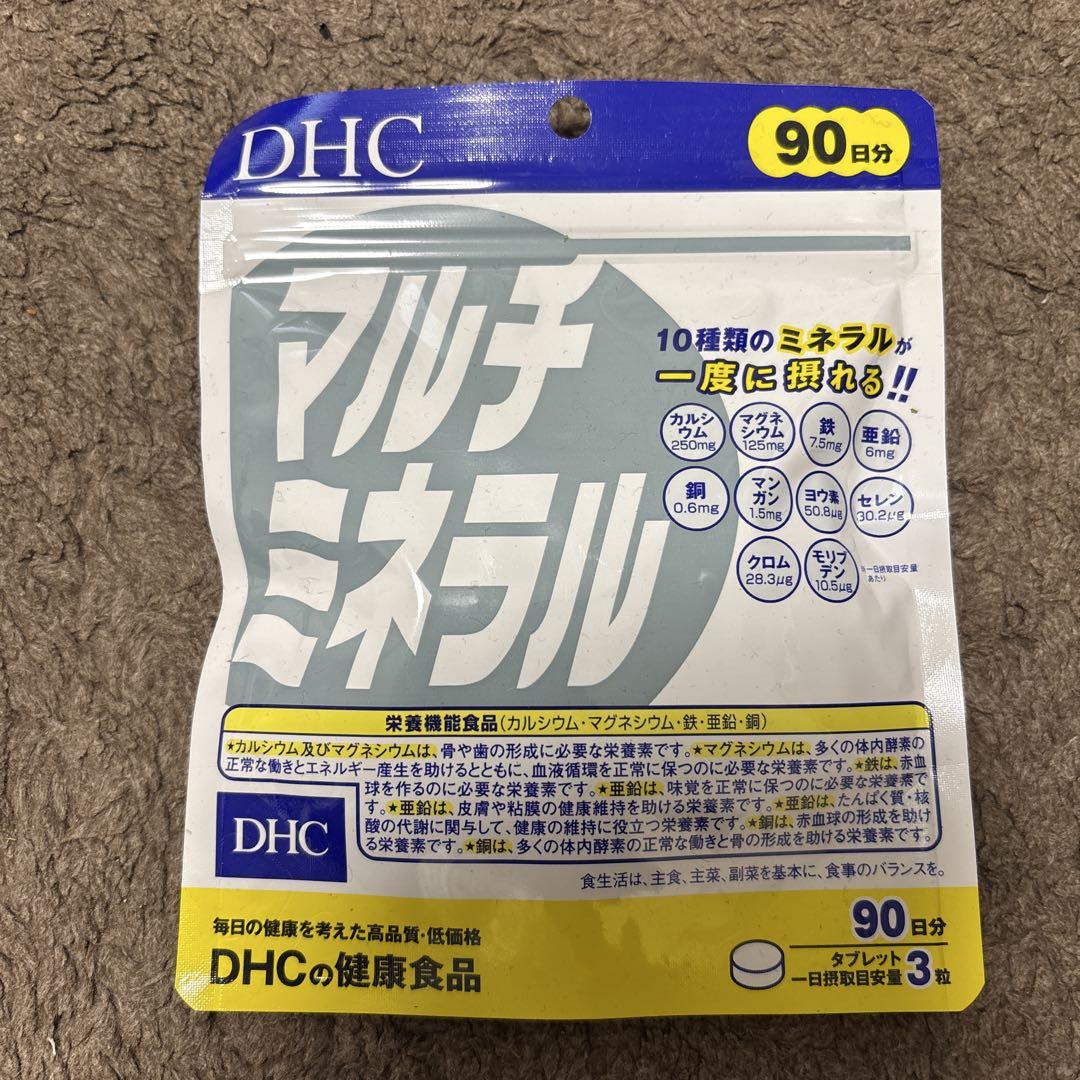 DHC
90日分
マルチ
ミネラル
10種類のミネラルが
一度に摂れる!!
カルシウム
250mg
マグネシウム
125mg
鉄
7.5mg
亜鉛
6mg
銅
0.6mg
マンガン
1.5mg
ヨウ素
50.8μg
セレン
30.2μg
クロム
28.3μg
モリブデン
10.5μg
※一日摂取目安量
あたり
栄養機能食品(カルシウム・マグネシウム・鉄・亜鉛・銅)
★カルシウム及びマグネシウムは、骨や歯の形成に必要な栄養素です。★マグネシウムは、多くの体内酵素の
正常な働きとエネルギー産生を助けるとともに、血液循環を正常に保つのに必要な栄養素です。★鉄は、赤血
球を作るのに必要な栄養素です。★亜鉛は、味覚を正常に保つのに必要な栄養素で
す。★亜鉛は、皮膚や粘膜の健康維持を助ける栄養素です。★亜鉛は、たんぱく質・核
酸の代謝に関与して、健康の維持に役立つ栄養素です。★銅は、赤血球の形成を助け
る栄養素です。★銅は、多くの体内酵素の正常な働きと骨の形成を助ける栄養素です。
DHC
食生活は、主食、主菜、副菜を基本に、食事のバランスを。
毎日の健康を考えた高品質・低価格
DHCの健康食品
90日分
タブレット
一日摂取目安量 3粒